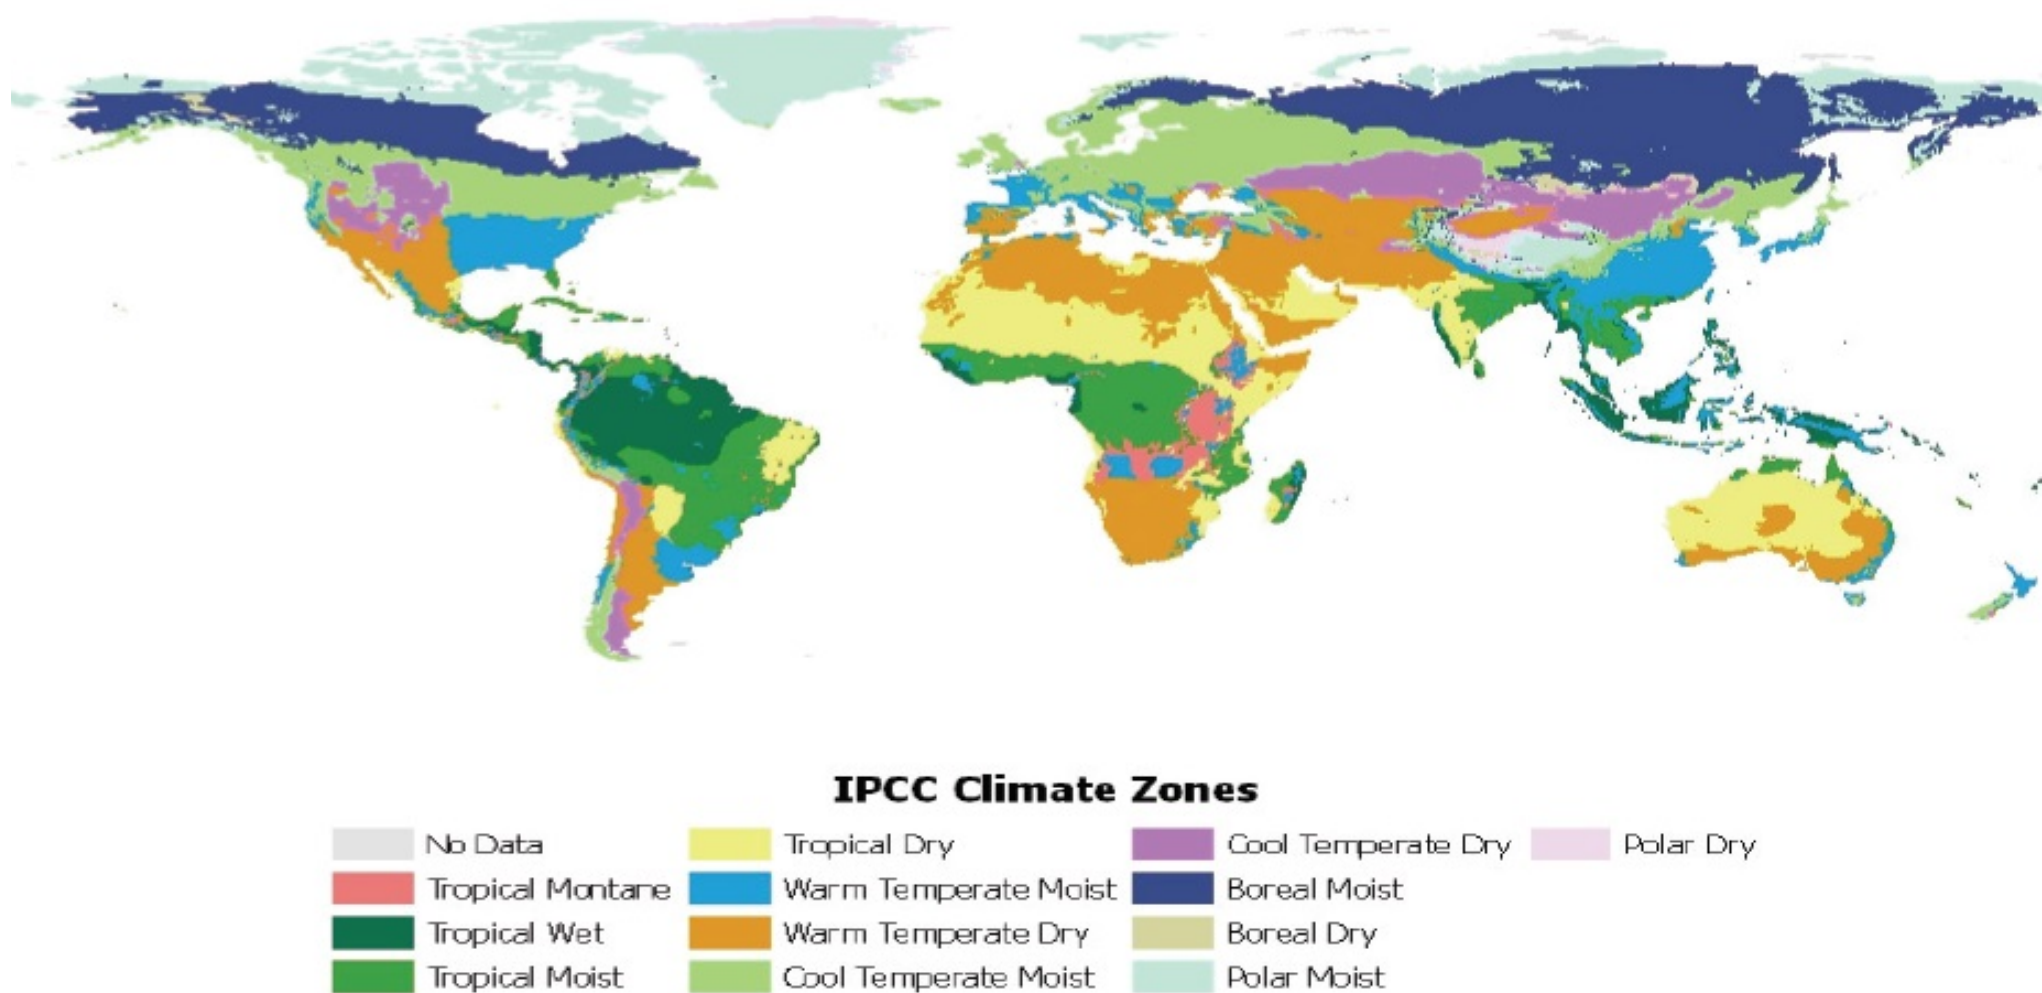 IPCC Climate Zones
No Data
Tropical Dry
Cool Temperate Dry
Polar Dry
Tropical Montane
Warm Temperate Moist
Boreal Moist
Tropical Wet
Warm Temperate Dry
Boreal Dry
Tropical Moist
Cool Temperate Moist
Polar Moist